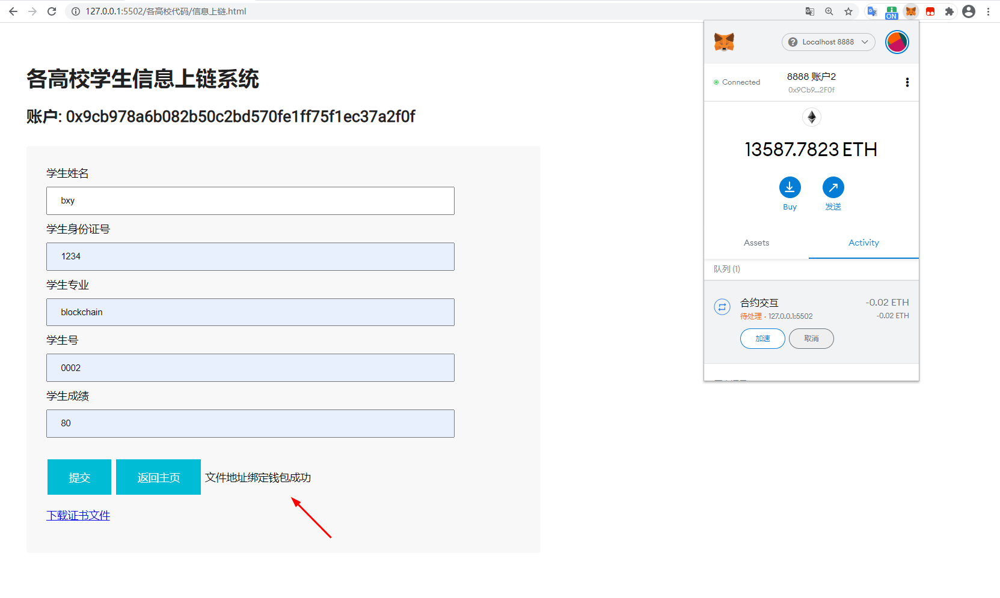 127.0.0.1:5502/各高校代码/信息上链.html
ON
各高校学生信息上链系统
账户: 0x9cb978a6b082b50c2bd570fe1ff75f1ec37a2f0f
学生姓名
bxy
学生身份证号
1234
学生专业
blockchain
学生号
0002
学生成绩
80
提交 返回主页 文件地址绑定钱包成功
下载证书文件
Localhost 8888
Connected
8888 账户2
0x9Cb9...2F0f
13587.7823 ETH
Buy 发送
Assets Activity
队列 (1)
合约交互 -0.02 ETH
待处理 · 127.0.0.1:5502 -0.02 ETH
加速 取消